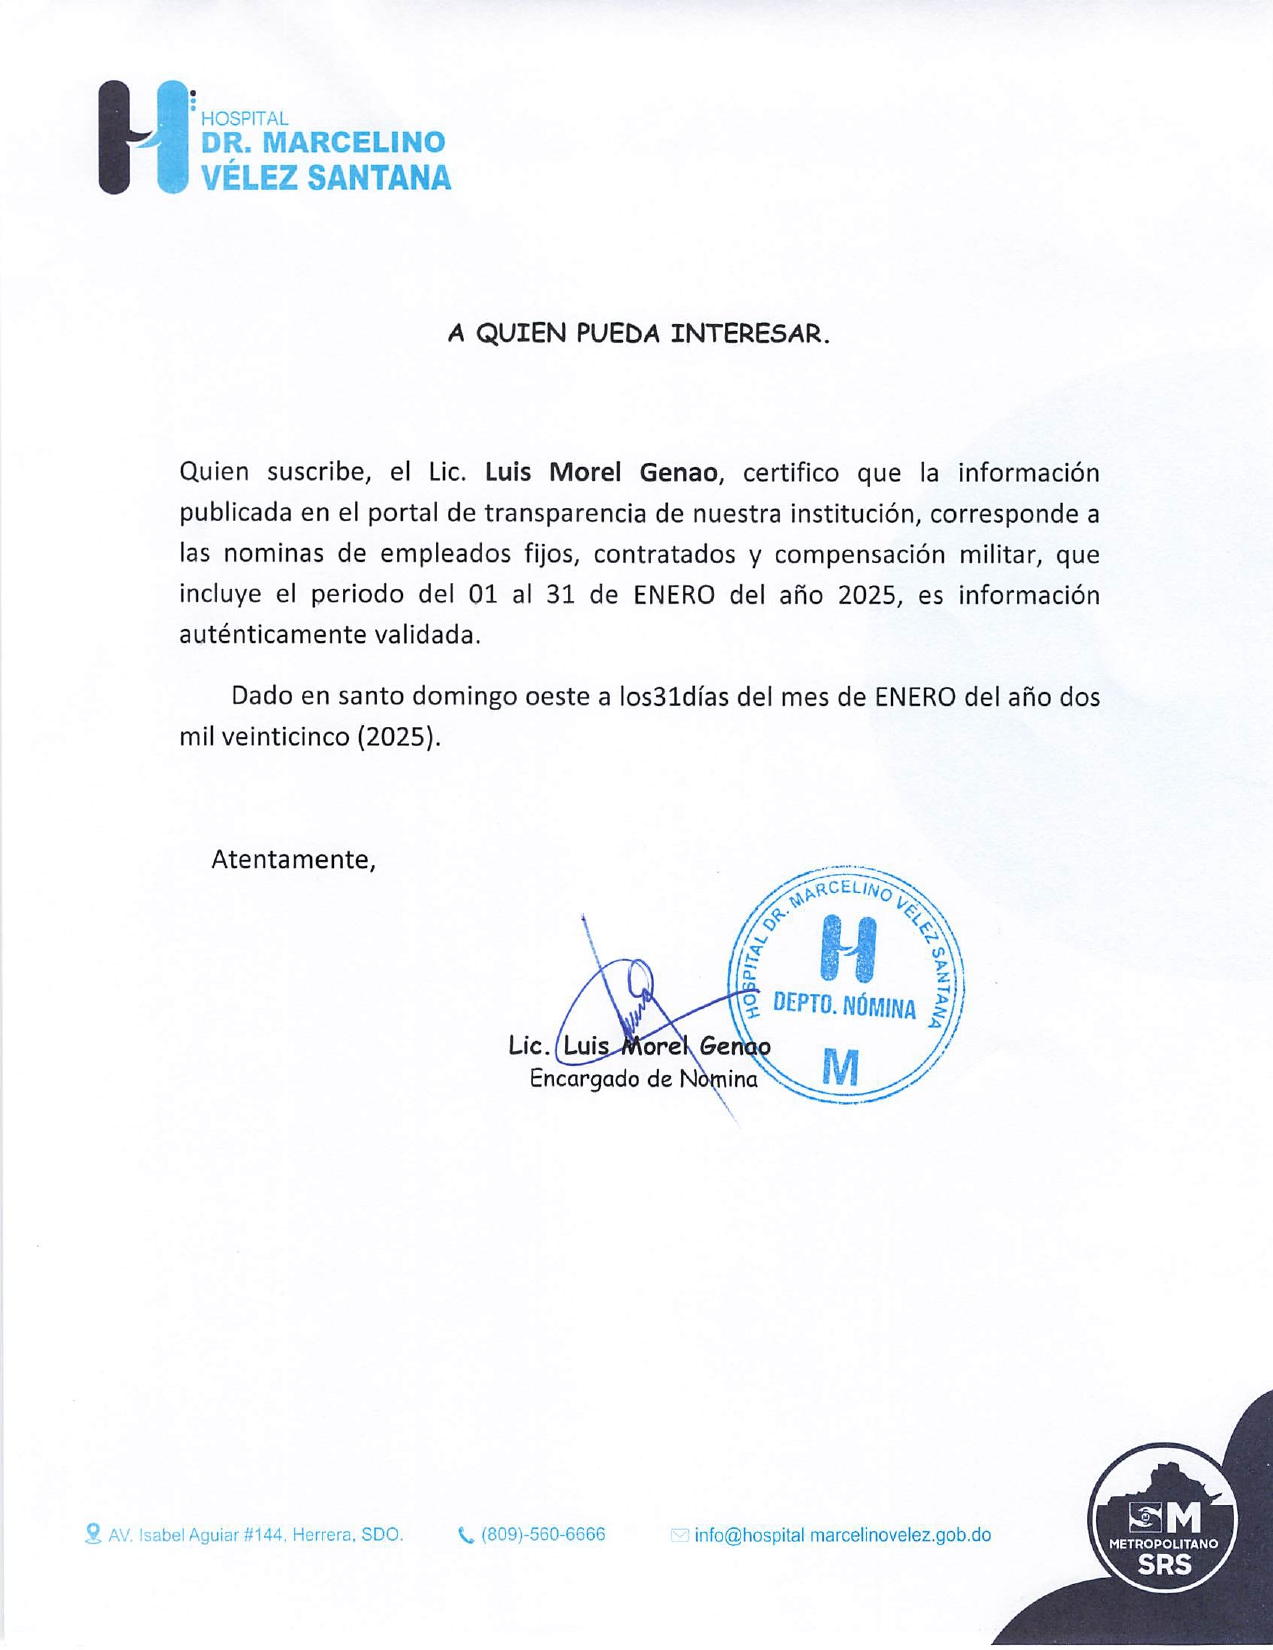 HOSPITAL
DR. MARCELINO
VÉLEZ SANTANA
A QUIEN PUEDA INTERESAR.
Quien suscribe, el Lic. Luis Morel Genao, certifico que la información
publicada en el portal de transparencia de nuestra institución, corresponde a
las nominas de empleados fijos, contratados y compensación militar, que
incluye el periodo del 01 al 31 de ENERO del año 2025, es información
auténticamente validada.
Dado en santo domingo oeste a los31días del mes de ENERO del año dos
mil veinticinco (2025).
Atentamente,
HOSPITAL DR. MARCELINO VÉLEZ SANTANA
DEPTO. NÓMINA
M
Lic. Luis Morel Genao
Encargado de Nomina
AV. Isabel Aguiar #144, Herrera, SDO.
(809)-560-6666
info@hospital marcelinovelez.gob.do
M
METROPOLITANO
SRS